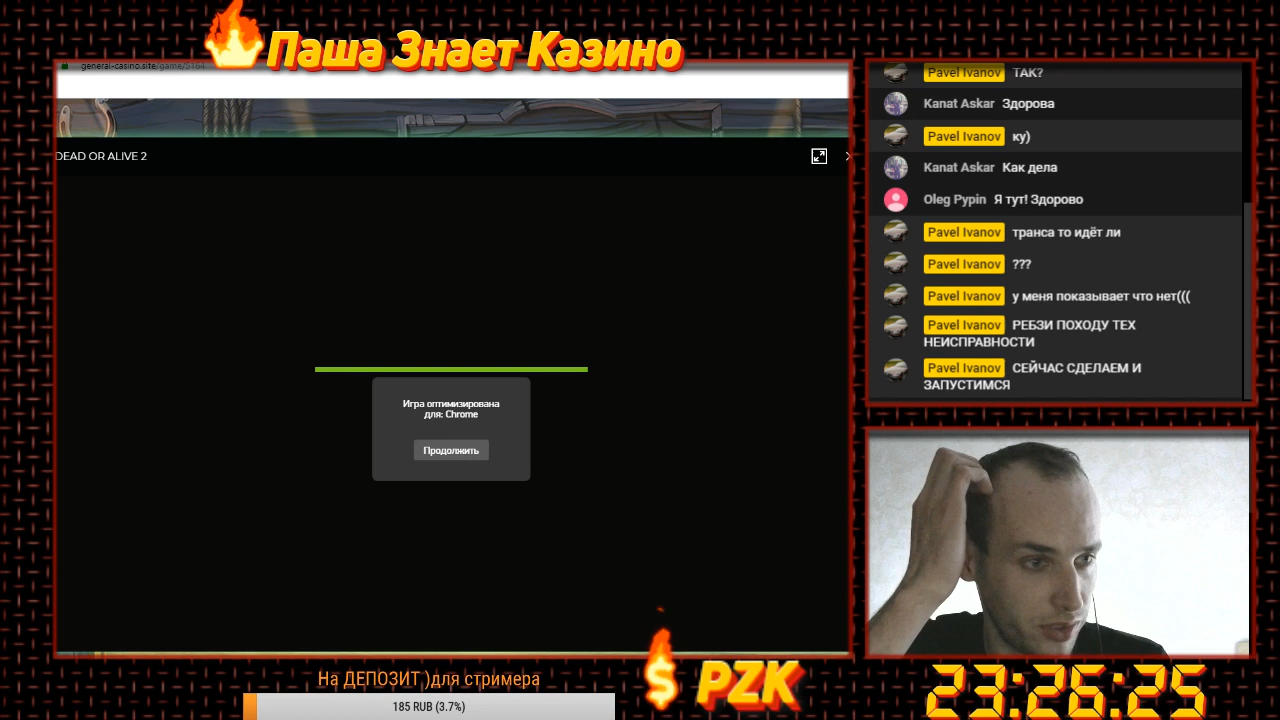 Паша Знает Казино
general-casino.site/game/5164
DEAD OR ALIVE 2
Игра оптимизирована
для: Chrome
Продолжить
Pavel Ivanov ТАК?
Kanat Askar Здорова
Pavel Ivanov ку)
Kanat Askar Как дела
Oleg Pypin Я тут! Здорово
Pavel Ivanov транса то идёт ли
Pavel Ivanov ???
Pavel Ivanov у меня показывает что нет(((
Pavel Ivanov РЕБЗИ ПОХОДУ ТЕХ
НЕИСПРАВНОСТИ
Pavel Ivanov СЕЙЧАС СДЕЛАЕМ И
ЗАПУСТИМСЯ
На ДЕПОЗИТ )для стримера
185 RUB (3.7%)
$ PZK
23:26:25